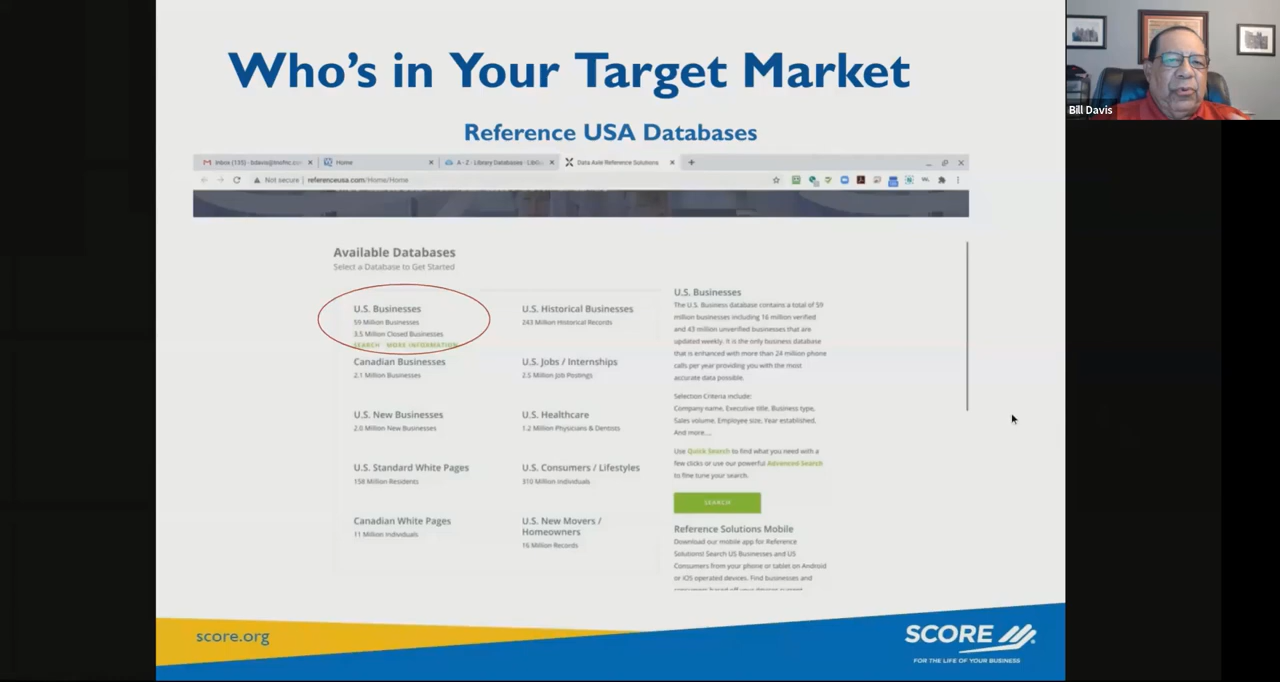 Who's in Your Target Market
Reference USA Databases
Home
A - Z : Library Databases - LibGu
Data Axle Reference Solutions
Not secure | referenceusa.com/Home/Home
Available Databases
Select a Database to Get Started
U.S. Businesses
59 Million Businesses
3.5 Million Closed Businesses
SEARCH MORE INFORMATION
Canadian Businesses
2.1 Million Businesses
U.S. New Businesses
2.0 Million New Businesses
U.S. Standard White Pages
158 Million Residents
Canadian White Pages
11 Million Individuals
U.S. Historical Businesses
243 Million Historical Records
U.S. Jobs / Internships
2.5 Million Job Postings
U.S. Healthcare
1.2 Million Physicians & Dentists
U.S. Consumers / Lifestyles
310 Million Individuals
U.S. New Movers /
Homeowners
16 Million Records
U.S. Businesses
The U.S. Business database contains a total of 59
million businesses including 16 million verified
and 43 million unverified businesses that are
updated weekly. It is the only business database
that is enhanced with more than 24 million phone
calls per year providing you with the most
accurate data possible.
Selection Criteria include:
Company name, Executive title, Business type,
Sales volume, Employee size, Year established,
And more....
Use Quick Search to find what you need with a
few clicks or use our powerful Advanced Search
to fine tune your search.
SEARCH
Reference Solutions Mobile
Download our mobile app for Reference
Solutions! Search US Businesses and US
Consumers from your phone or tablet on Android
or iOS operated devices. Find businesses and
score.org
SCORE
FOR THE LIFE OF YOUR BUSINESS
Bill Davis